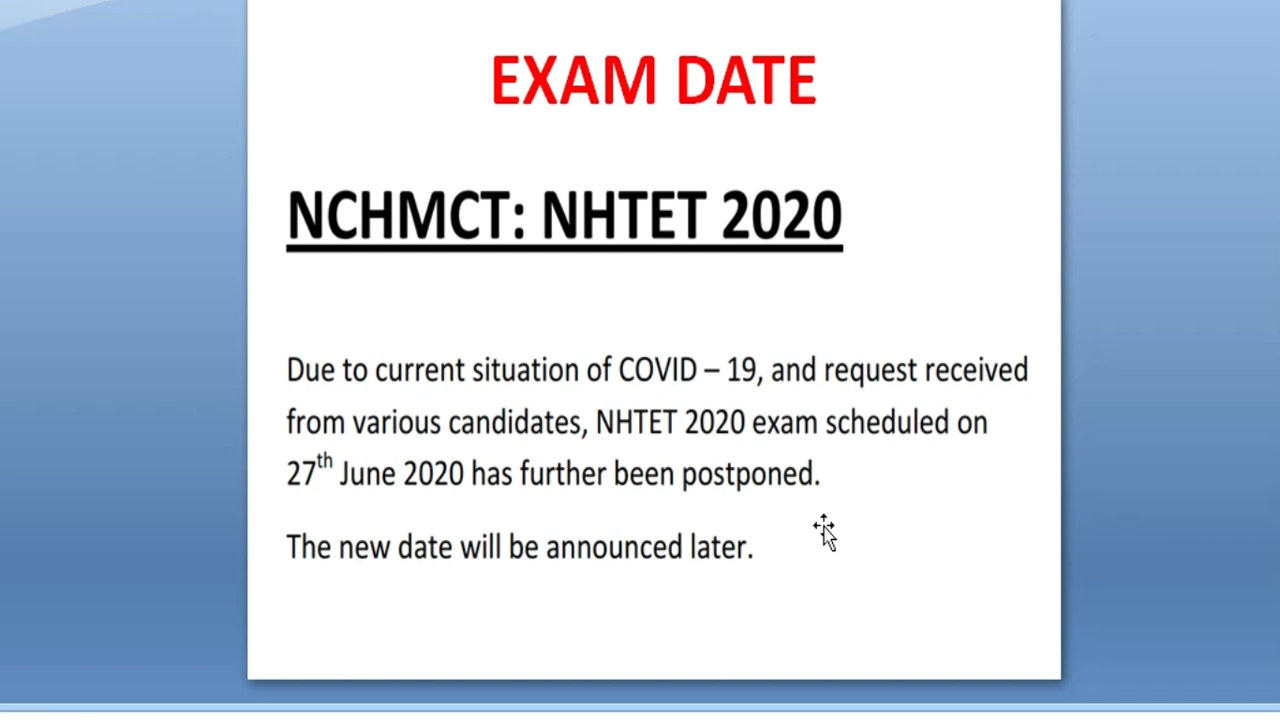 EXAM DATE
NCHMCT: NHTET 2020
Due to current situation of COVID – 19, and request received
from various candidates, NHTET 2020 exam scheduled on
27th June 2020 has further been postponed.
The new date will be announced later.